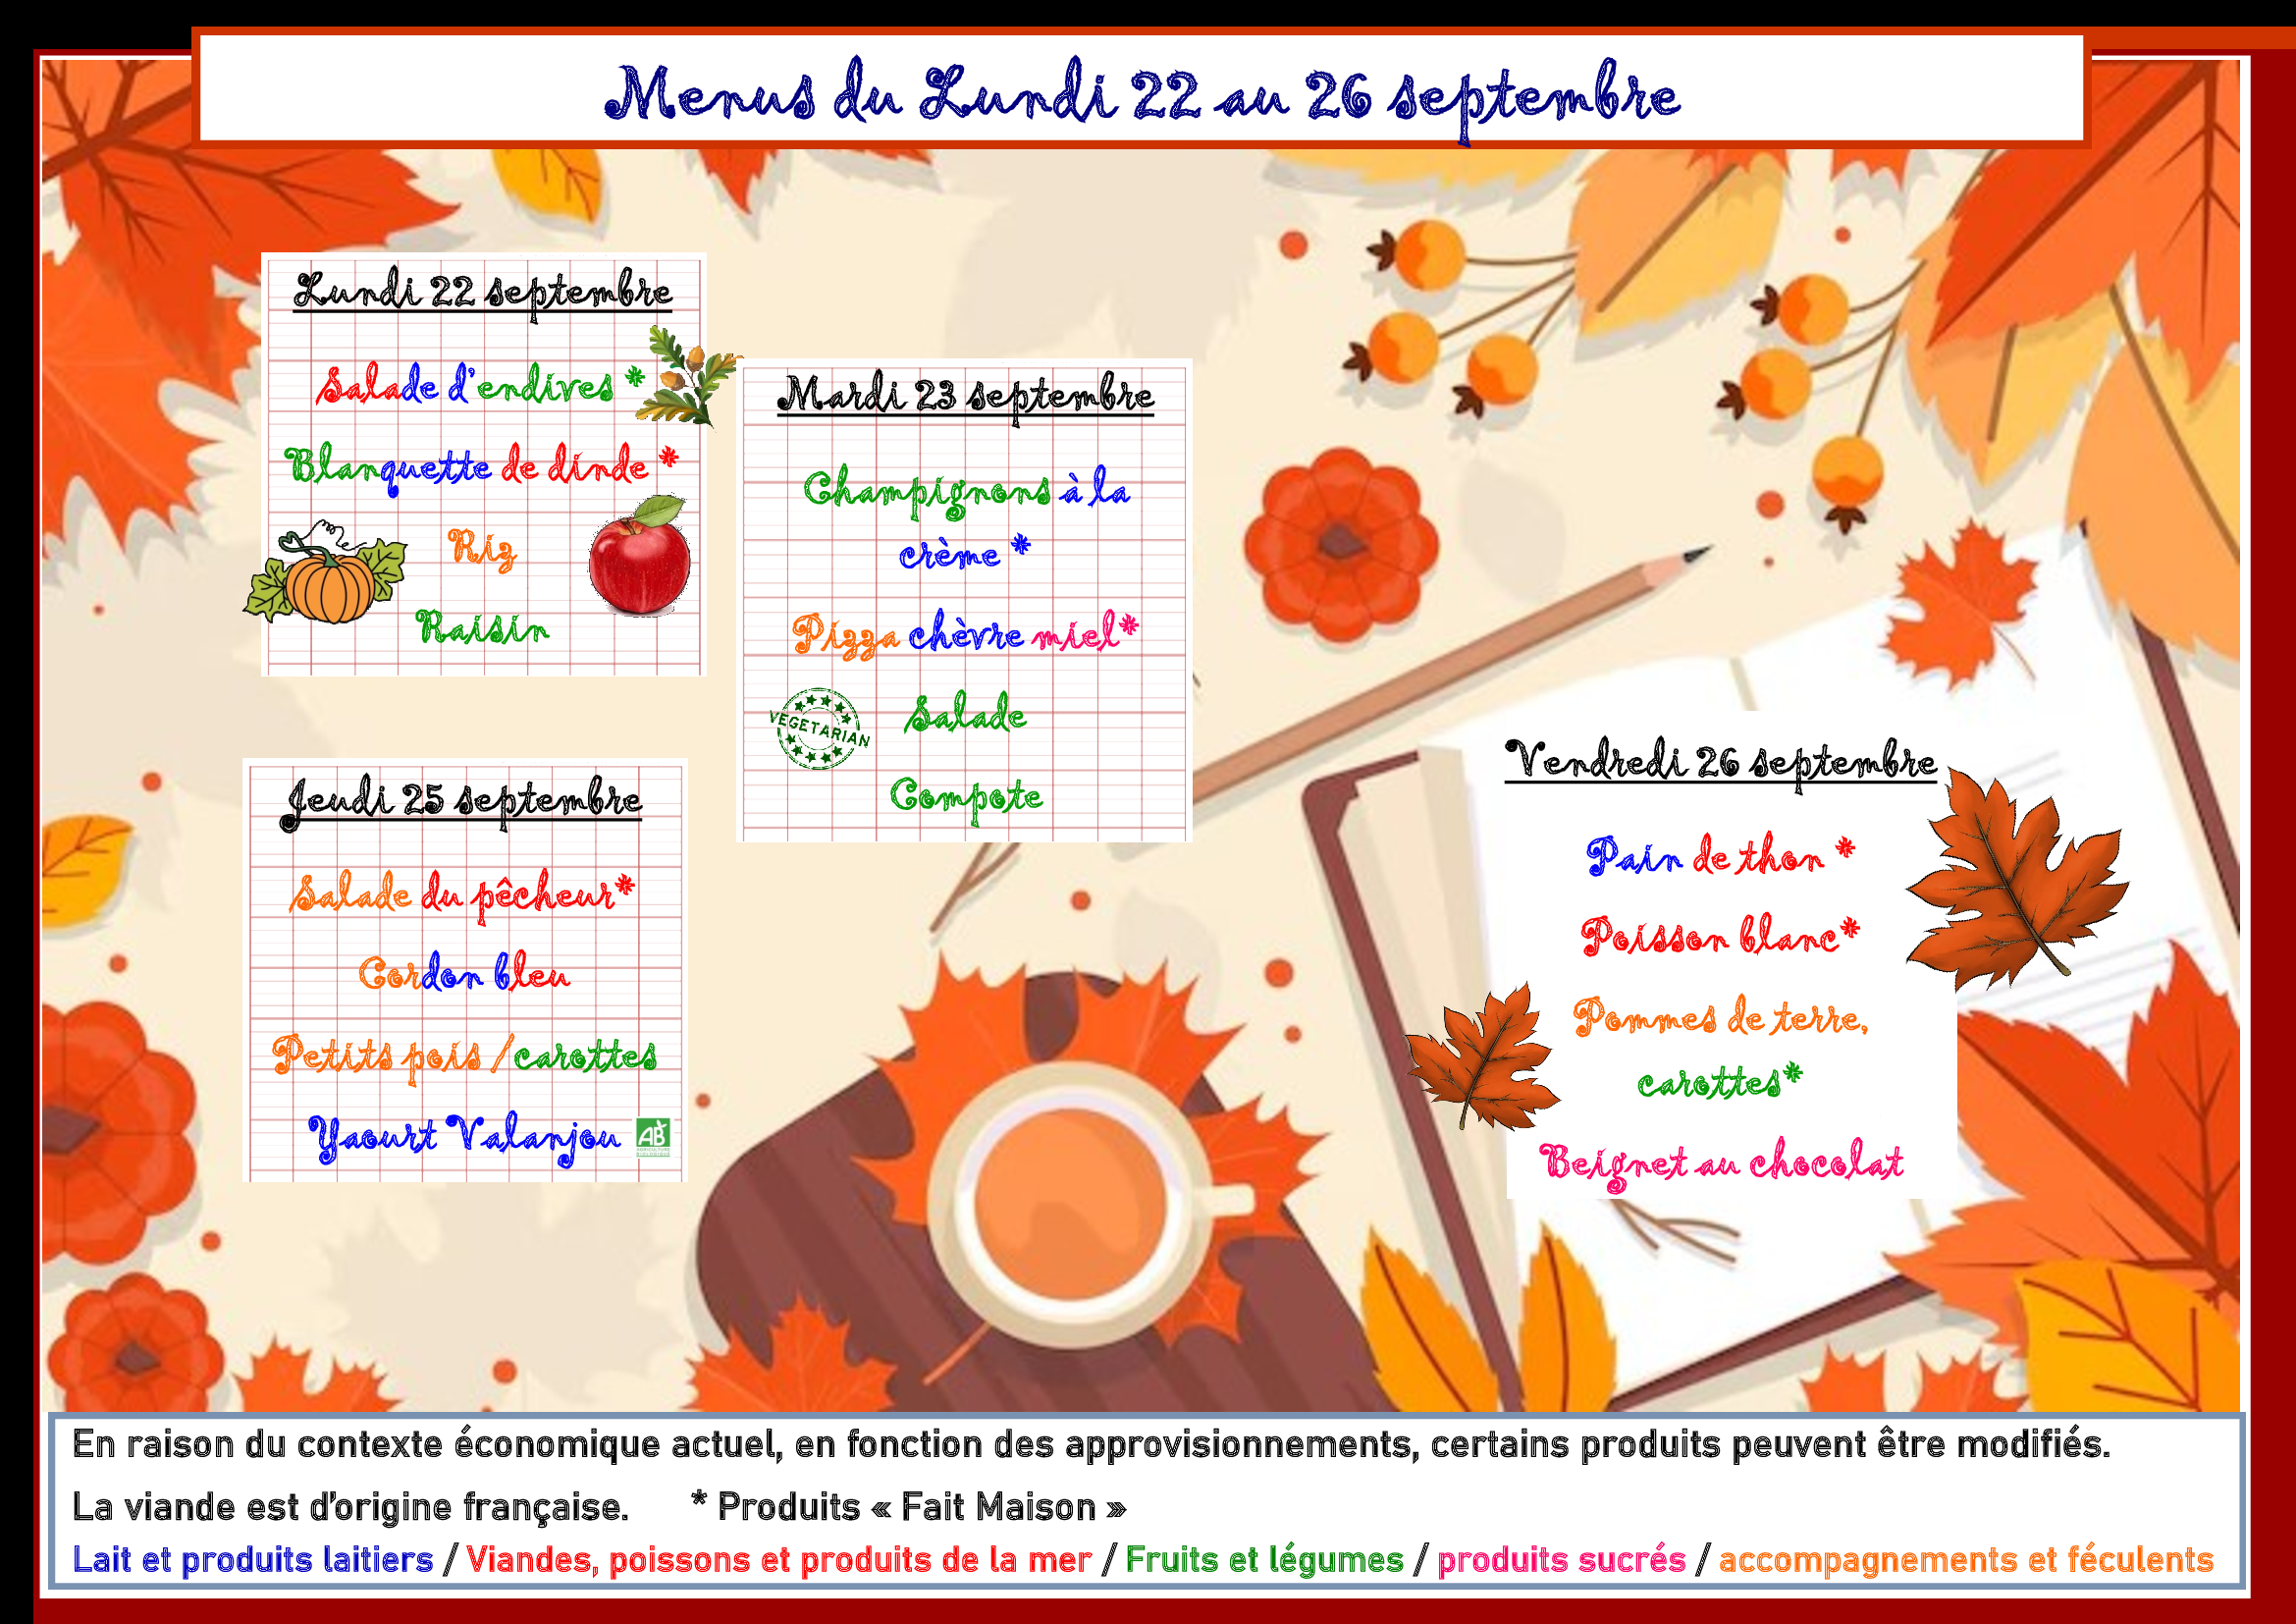 Menus du Lundi 22 au 26 septembre
Lundi 22 septembre
Salade d'endives *
Blanquette de dinde *
Riz
Raisin
Mardi 23 septembre
Champignons à la
crème *
Pizza chèvre miel*
Salade
VEGETARIAN
Compote
Jeudi 25 septembre
Salade du pêcheur*
Cordon bleu
Petits pois /carottes
Yaourt Valanjou
AB
AGRICULTURE
BIOLOGIQUE
Vendredi 26 septembre
Pain de thon *
Poisson blanc*
Pommes de terre,
carottes*
Beignet au chocolat
En raison du contexte économique actuel, en fonction des approvisionnements, certains produits peuvent être modifiés.
La viande est d'origine française. * Produits « Fait Maison »
Lait et produits laitiers / Viandes, poissons et produits de la mer / Fruits et légumes / produits sucrés / accompagnements et féculents